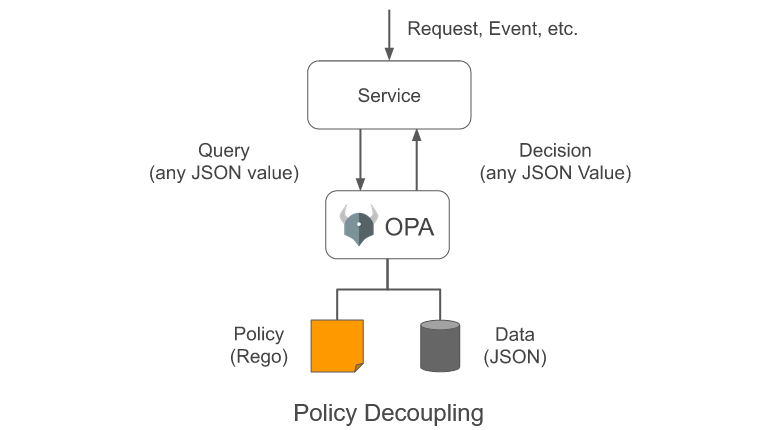 Request, Event, etc.
Service
Query
(any JSON value)
Decision
(any JSON Value)
OPA
Policy
(Rego)
Data
(JSON)
Policy Decoupling